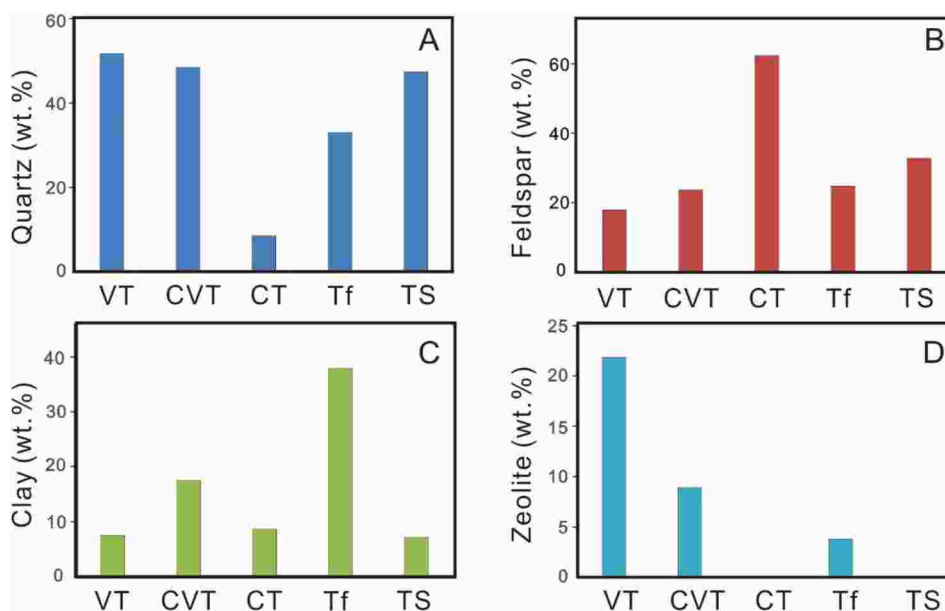 60
A
Quartz (wt.%)
40
20
0
VT CVT CT Tf TS
B
Feldspar (wt.%)
60
40
20
0
VT CVT CT Tf TS
C
Clay (wt.%)
40
30
20
10
0
VT CVT CT Tf TS
25
D
Zeolite (wt.%)
20
15
10
5
0
VT CVT CT Tf TS